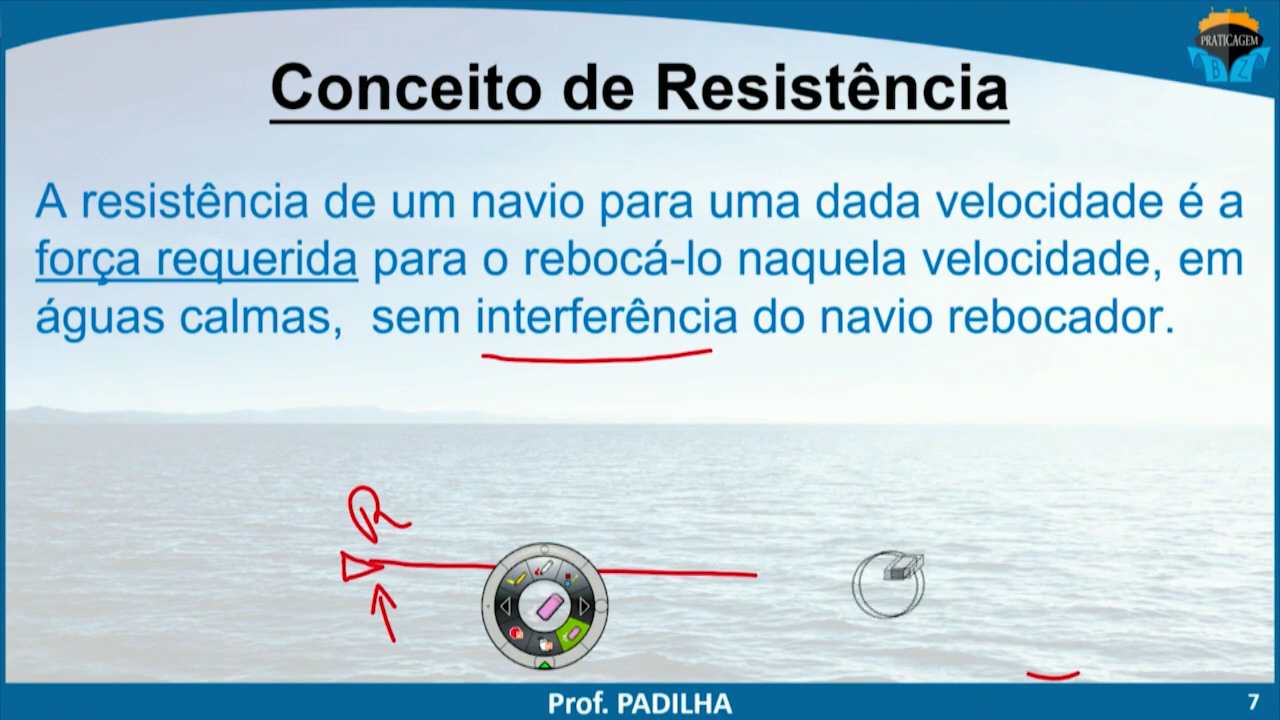 PRATICAGEM
B Z
Conceito de Resistência
A resistência de um navio para uma dada velocidade é a
força requerida para o rebocá-lo naquela velocidade, em
águas calmas, sem interferência do navio rebocador.
R
Prof. PADILHA
7